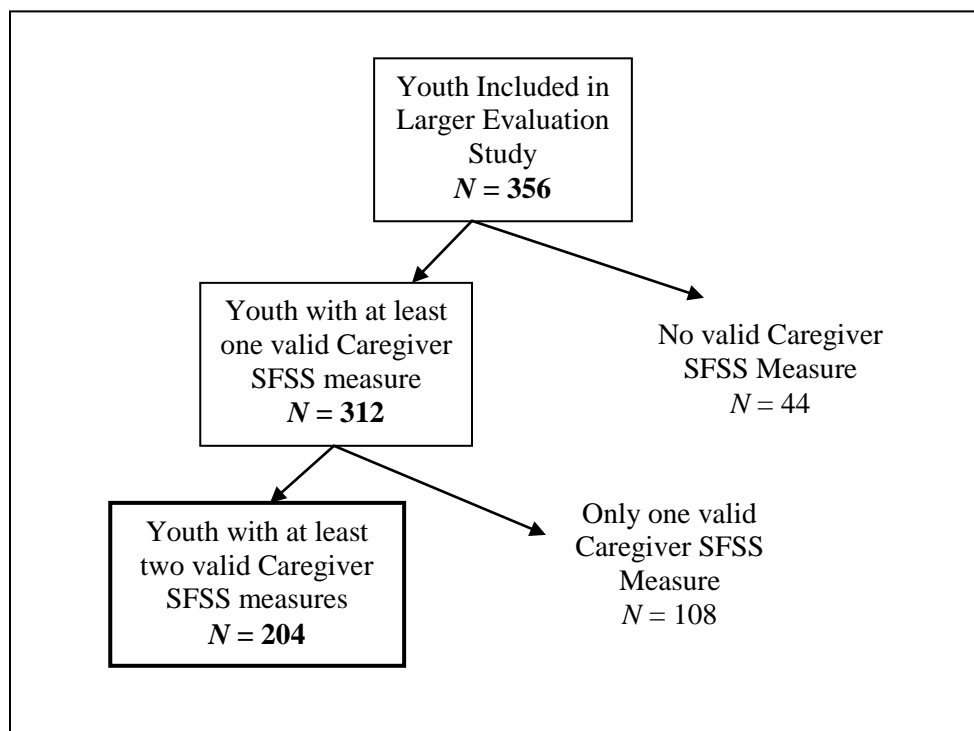 Youth Included in
Larger Evaluation
Study
N = 356
Youth with at least
one valid Caregiver
SFSS measure
N = 312
No valid Caregiver
SFSS Measure
N = 44
Youth with at least
two valid Caregiver
SFSS measures
N = 204
Only one valid
Caregiver SFSS
Measure
N = 108